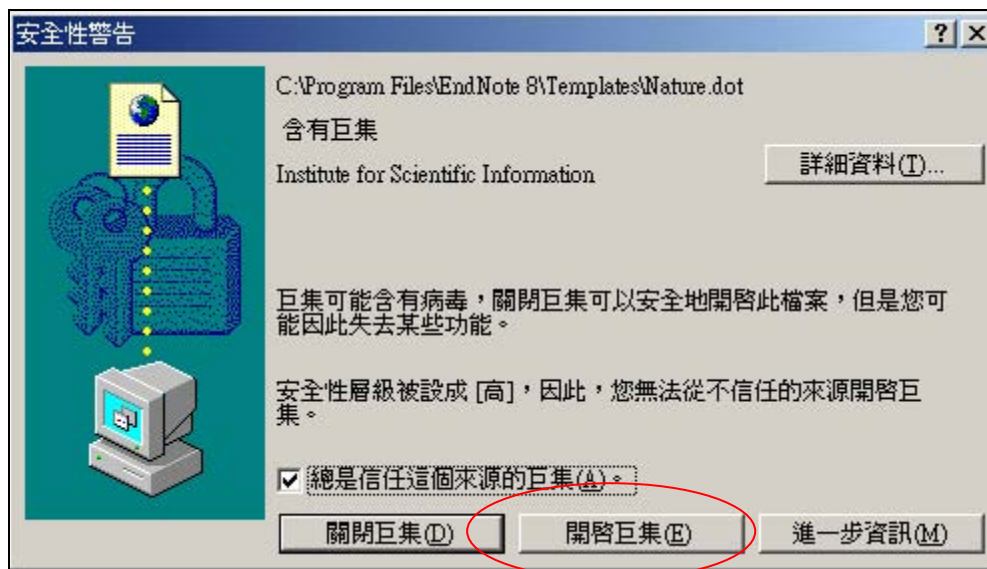 安全性警告
C:\Program Files\EndNote 8\Templates\Nature.dot
含有巨集
Institute for Scientific Information
詳細資料(T)...
巨集可能含有病毒，關閉巨集可以安全地開啓此檔案，但是您可
能因此失去某些功能。
安全性層級被設成 [高]，因此，您無法從不信任的來源開啓巨
集。
總是信任這個來源的巨集(A)。
關閉巨集(D)
開啓巨集(E)
進一步資訊(M)